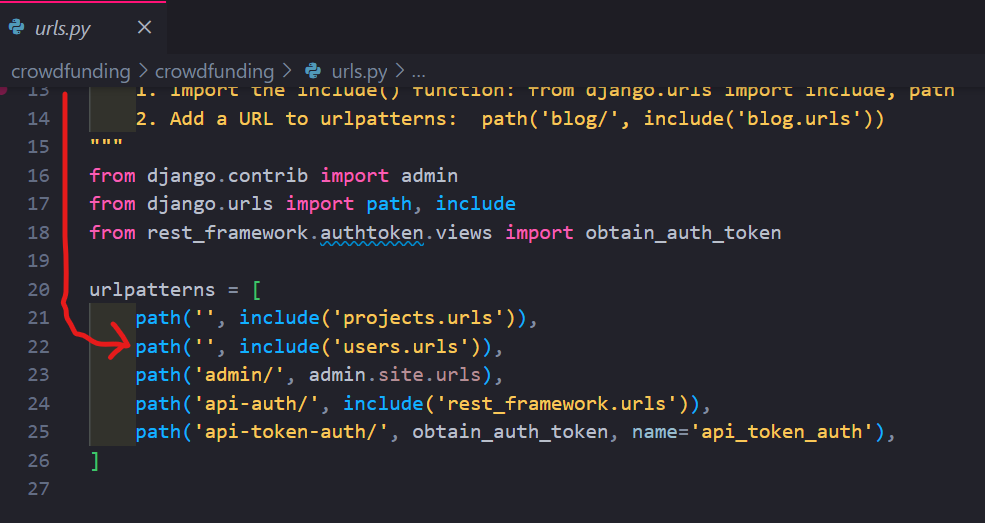 urls.py
crowdfunding > crowdfunding > urls.py > ...
13 1. Import the include() function: from django.urls import include, path
14 2. Add a URL to urlpatterns:  path('blog/', include('blog.urls'))
15 """
16 from django.contrib import admin
17 from django.urls import path, include
18 from rest_framework.authtoken.views import obtain_auth_token
19
20 urlpatterns = [
21 path('', include('projects.urls')),
22 path('', include('users.urls')),
23 path('admin/', admin.site.urls),
24 path('api-auth/', include('rest_framework.urls')),
25 path('api-token-auth/', obtain_auth_token, name='api_token_auth'),
26 ]
27